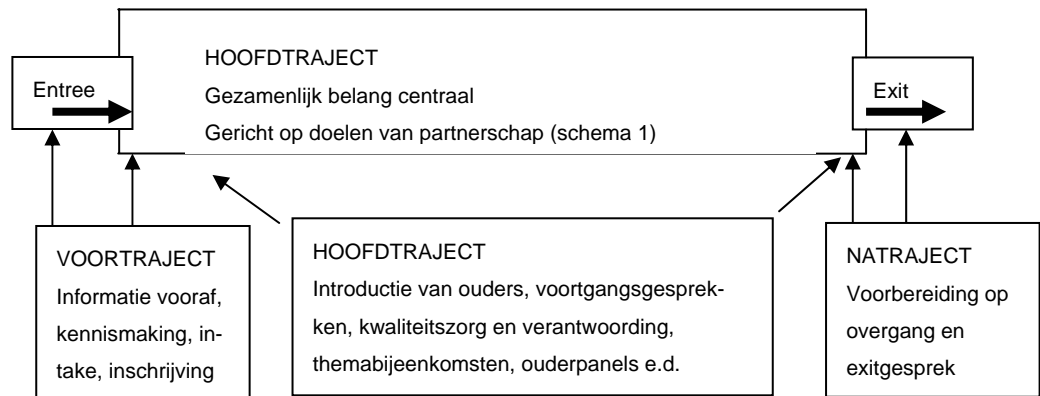 HOOFDTRAJECT
Entree
Gezamenlijk belang centraal
Exit
Gericht op doelen van partnerschap (schema 1)
VOORTRAJECT
Informatie vooraf,
kennismaking, in-
take, inschrijving
HOOFDTRAJECT
Introductie van ouders, voortgangsgesprek-
ken, kwaliteitszorg en verantwoording,
themabijeenkomsten, ouderpanels e.d.
NATRAJECT
Voorbereiding op
overgang en
exitgesprek